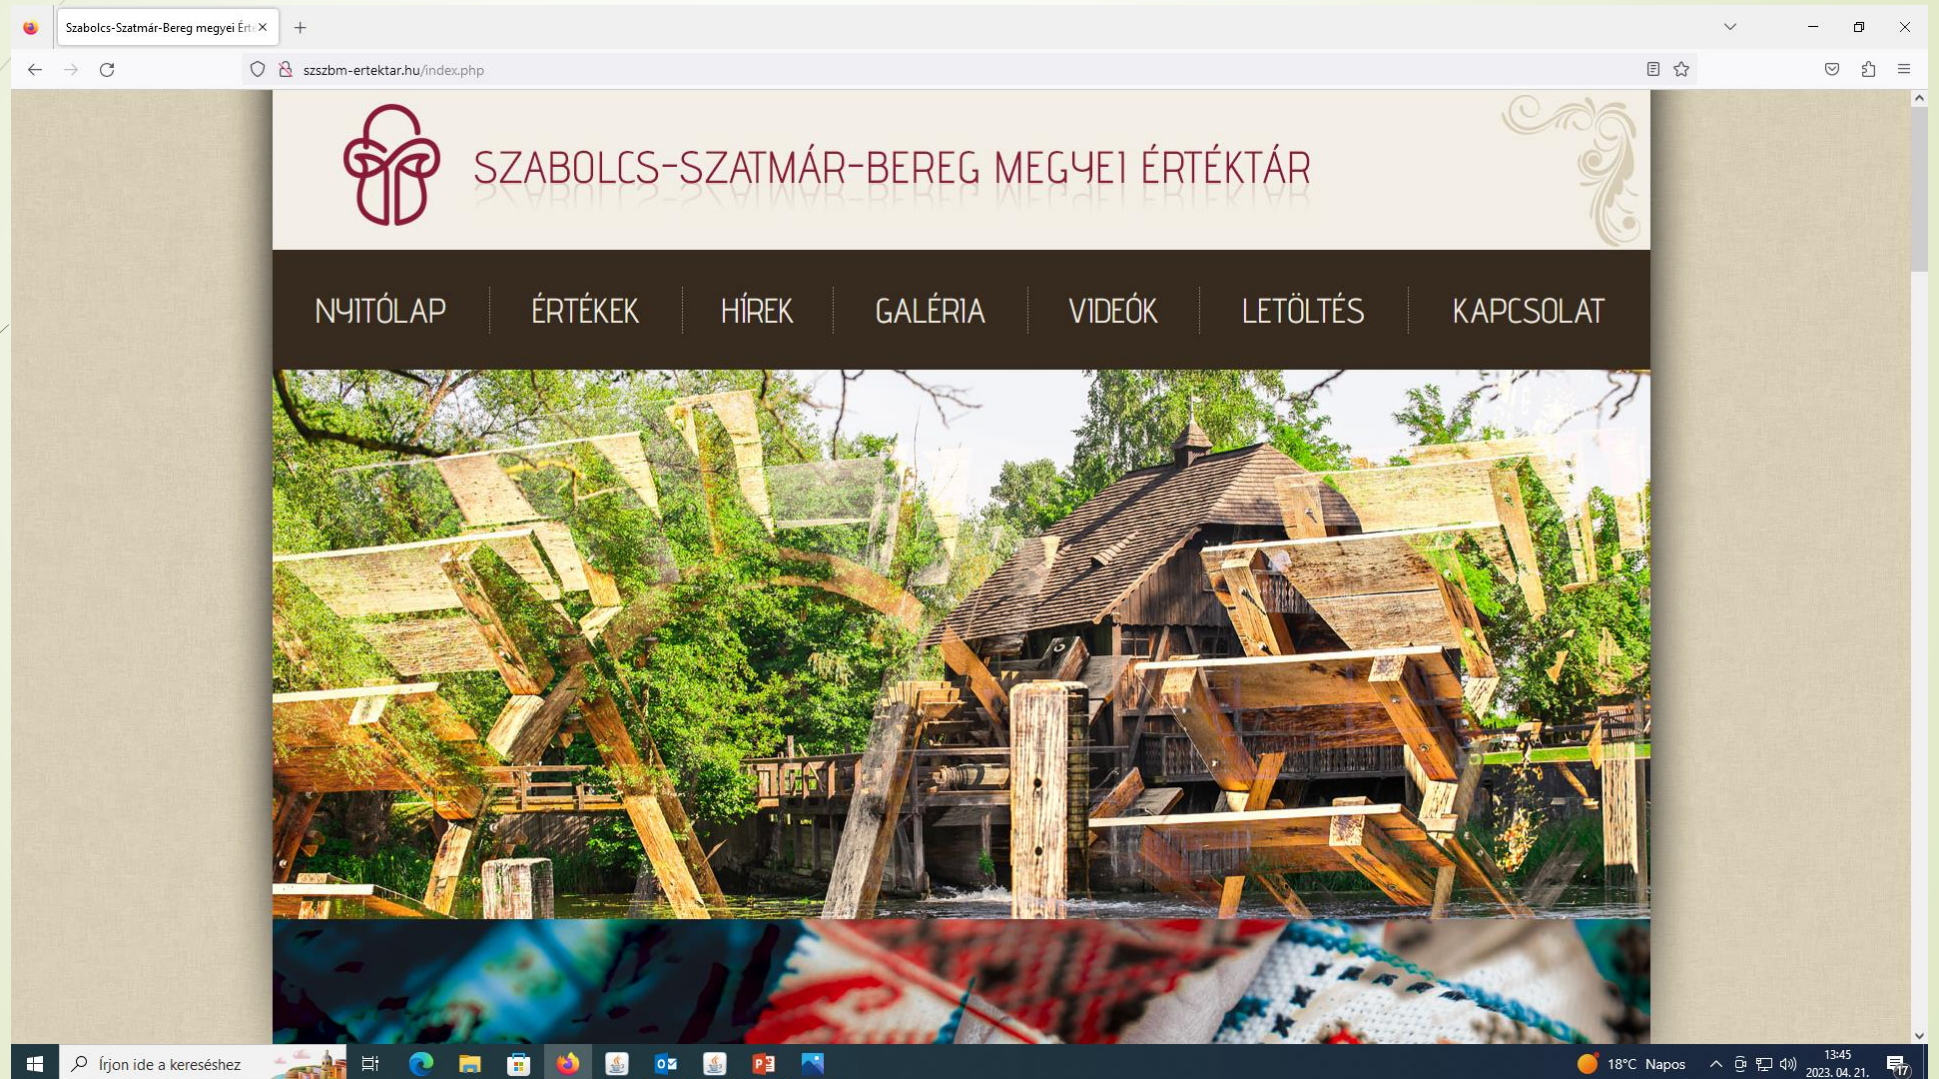 Szabolcs-Szatmár-Bereg megyei Ért
szszbm-ertektar.hu/index.php
SZABOLCS-SZATMÁR-BEREG MEGYEI ÉRTÉKTÁR
NYITÓLAP ÉRTÉKEK HÍREK GALÉRIA VIDEÓK LETÖLTÉS KAPCSOLAT
Írjon ide a kereséshez
18°C Napos
13:45
2023. 04. 21.
17